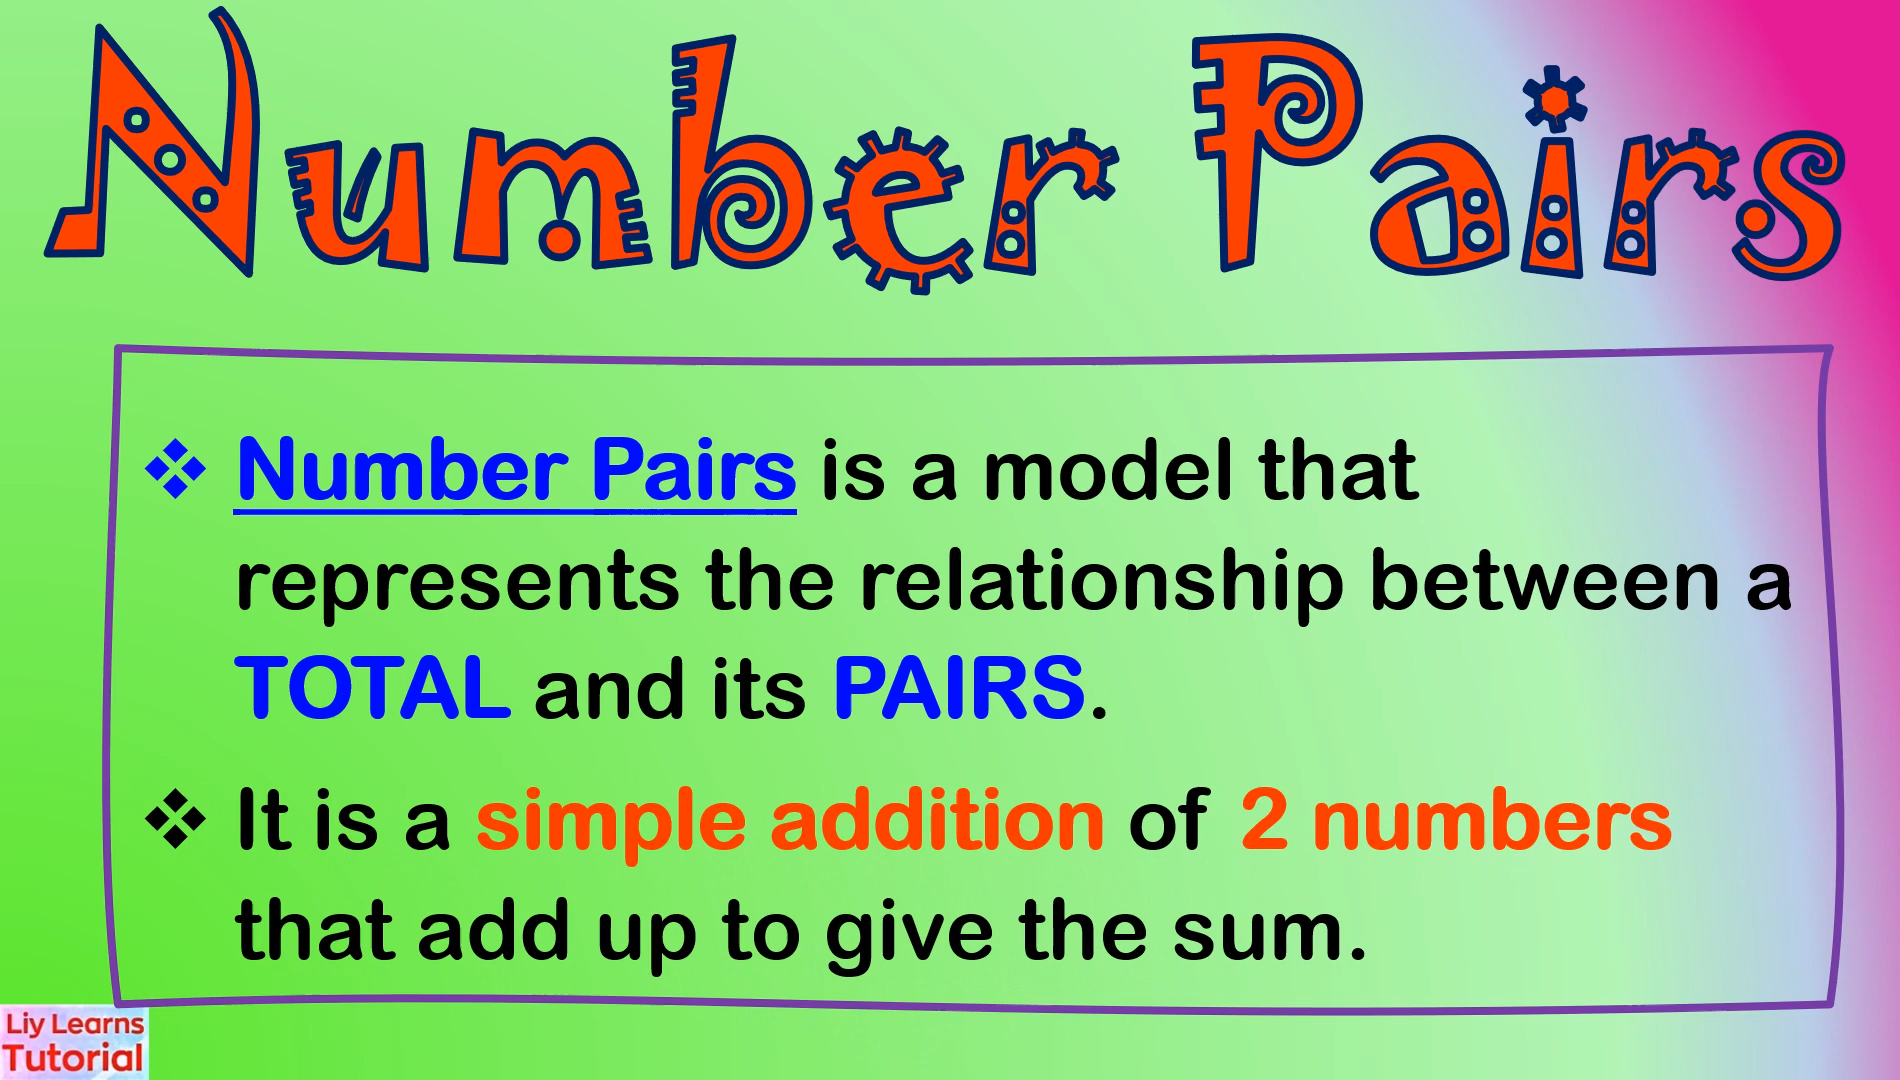 Number Pairs
❖ Number Pairs is a model that
represents the relationship between a
TOTAL and its PAIRS.
❖ It is a simple addition of 2 numbers
that add up to give the sum.
Liy Learns
Tutorial